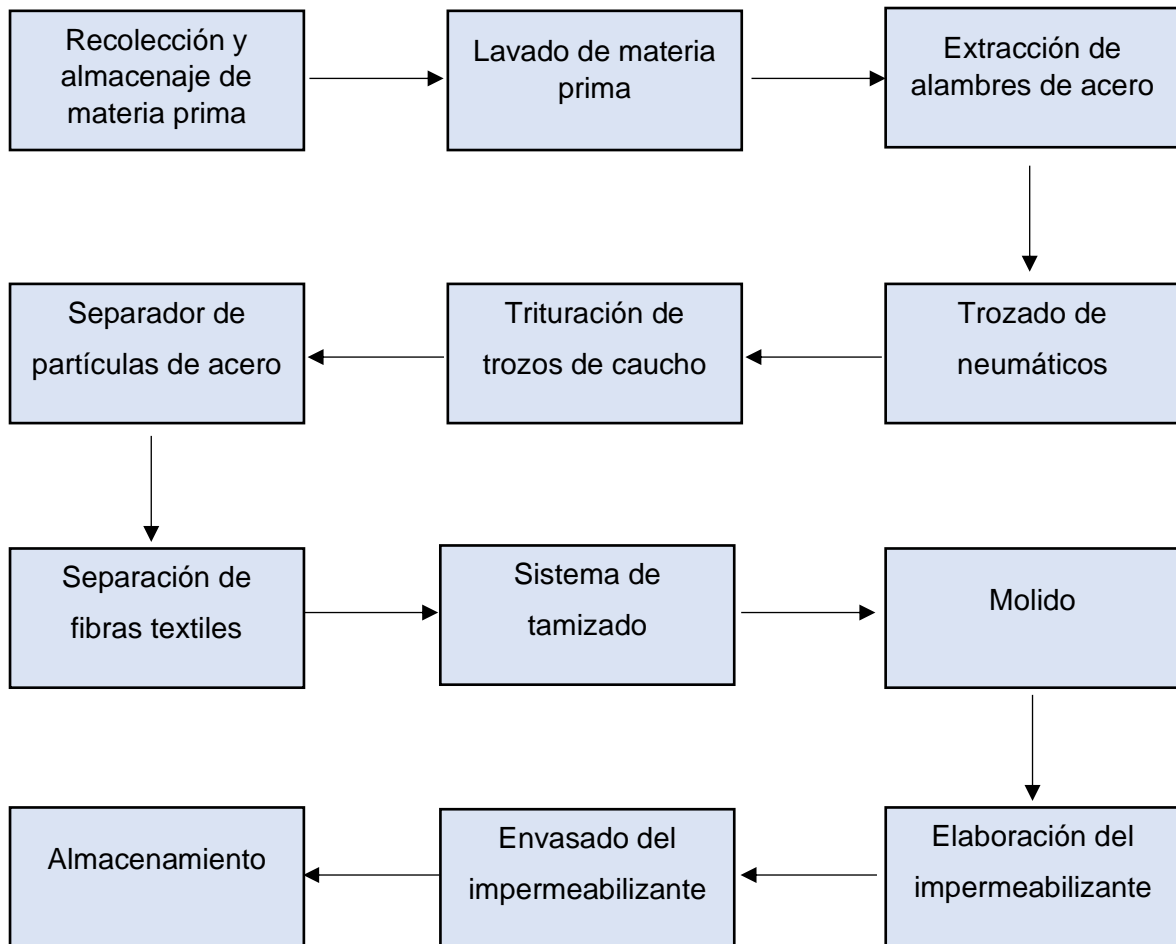 Recolección y
almacenaje de
materia prima
Lavado de materia
prima
Extracción de
alambres de acero
Trozado de
neumáticos
Trituración de
trozos de caucho
Separador de
partículas de acero
Separación de
fibras textiles
Sistema de
tamizado
Molido
Elaboración del
impermeabilizante
Envasado del
impermeabilizante
Almacenamiento